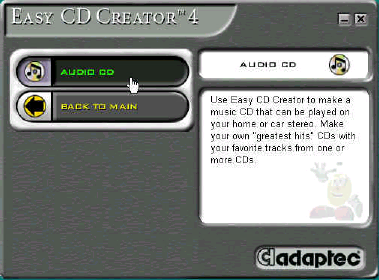 EASY CD CREATOR™ 4
AUDIO CD
BACK TO MAIN
AUDIO CD
Use Easy CD Creator to make a
music CD that can be played on
your home or car stereo. Make
your own "greatest hits" CDs with
your favorite tracks from one or
more CDs.
adaptec